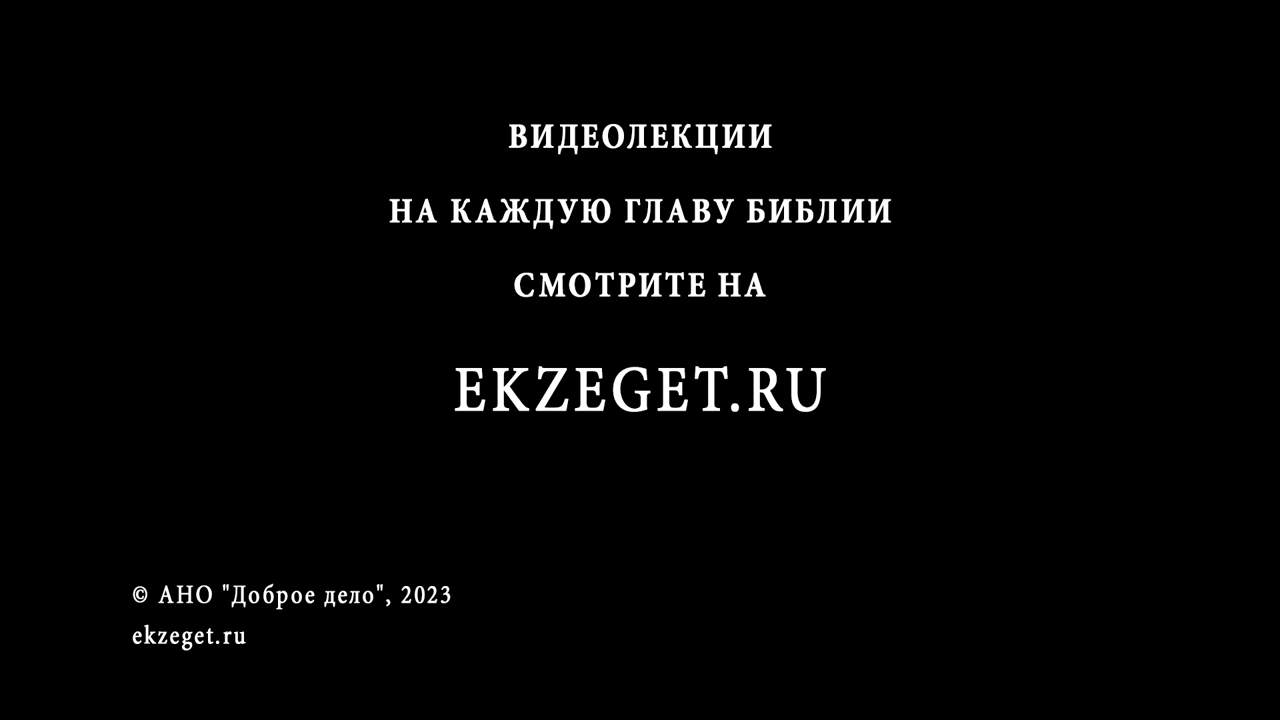 ВИДЕОЛЕКЦИИ
НА КАЖДУЮ ГЛАВУ БИБЛИИ
СМОТРИТЕ НА
EKZEGET.RU
© АНО "Доброе дело", 2023
ekzeget.ru